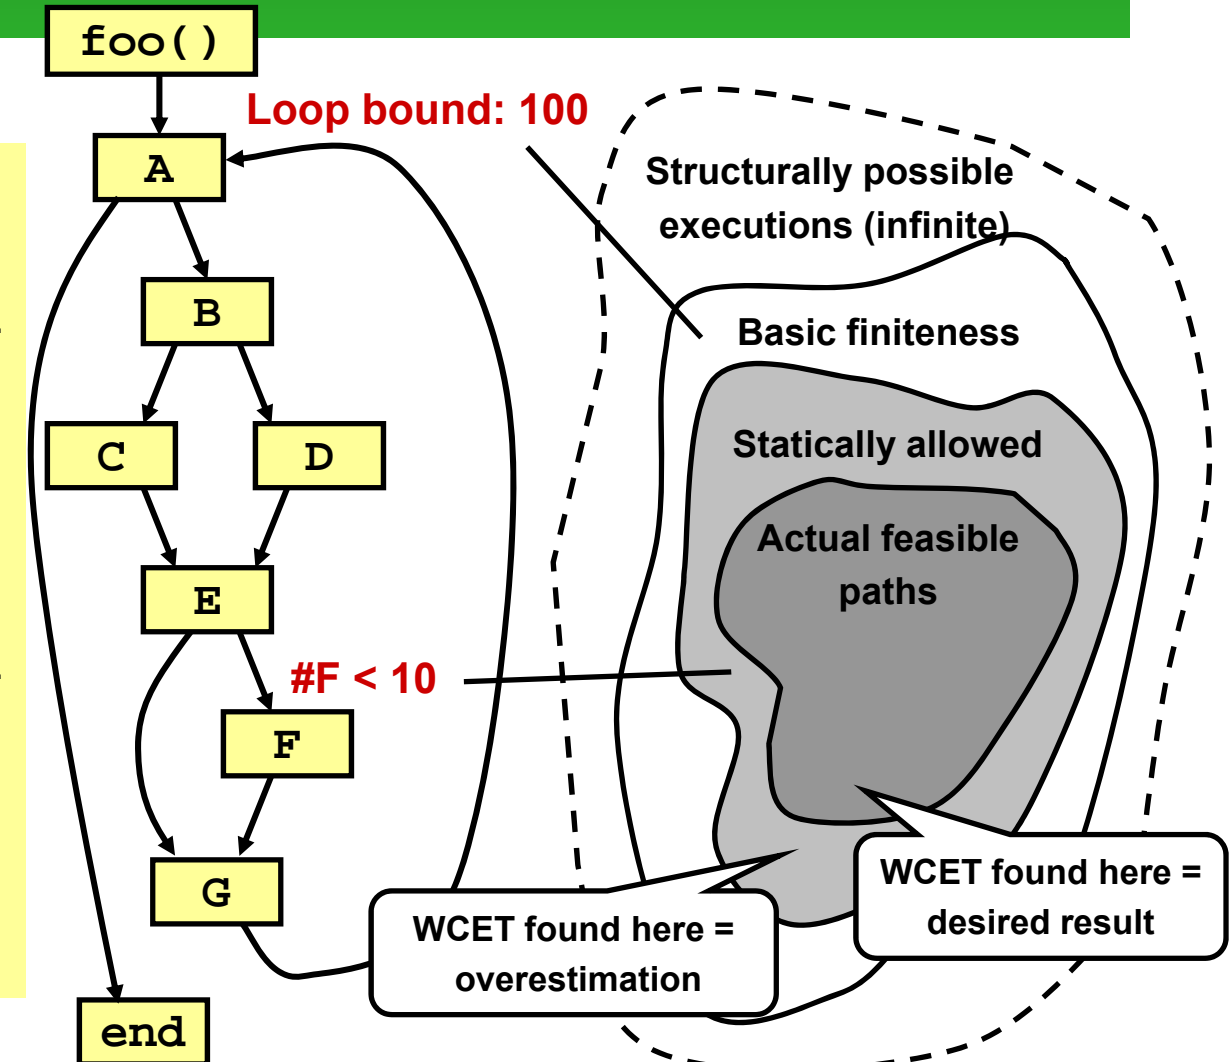 foo()
Loop bound: 100
A
Structurally possible
executions (infinite)
B
Basic finiteness
C
D
Statically allowed
Actual feasible
paths
E
#F < 10
F
G
WCET found here =
desired result
WCET found here =
overestimation
end